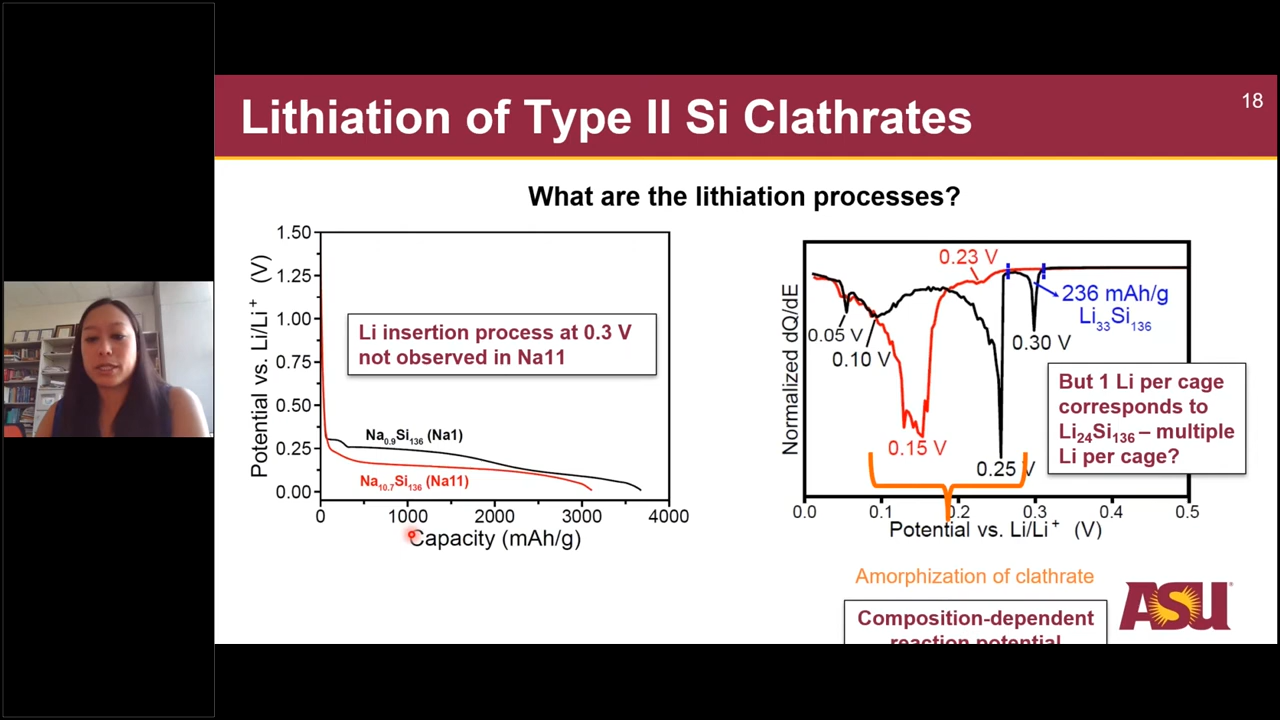 18
Lithiation of Type II Si Clathrates
What are the lithiation processes?
1.50
1.25
1.00
0.75
0.50
0.25
0.00
Potential vs. Li/Li⁺ (V)
Li insertion process at 0.3 V
not observed in Na11
Na₀.₉Si₁₃₆ (Na1)
Na₁₀.₇Si₁₃₆ (Na11)
0
1000
2000
3000
4000
Capacity (mAh/g)
Normalized dQ/dE
0.23 V
236 mAh/g
Li₃₃Si₁₃₆
0.05 V
0.10 V
0.30 V
0.15 V
0.25 V
But 1 Li per cage
corresponds to
Li₂₄Si₁₃₆ – multiple
Li per cage?
0.0
0.1
0.2
0.3
0.4
0.5
Potential vs. Li/Li⁺ (V)
Amorphization of clathrate
Composition-dependent
reaction potential
ASU